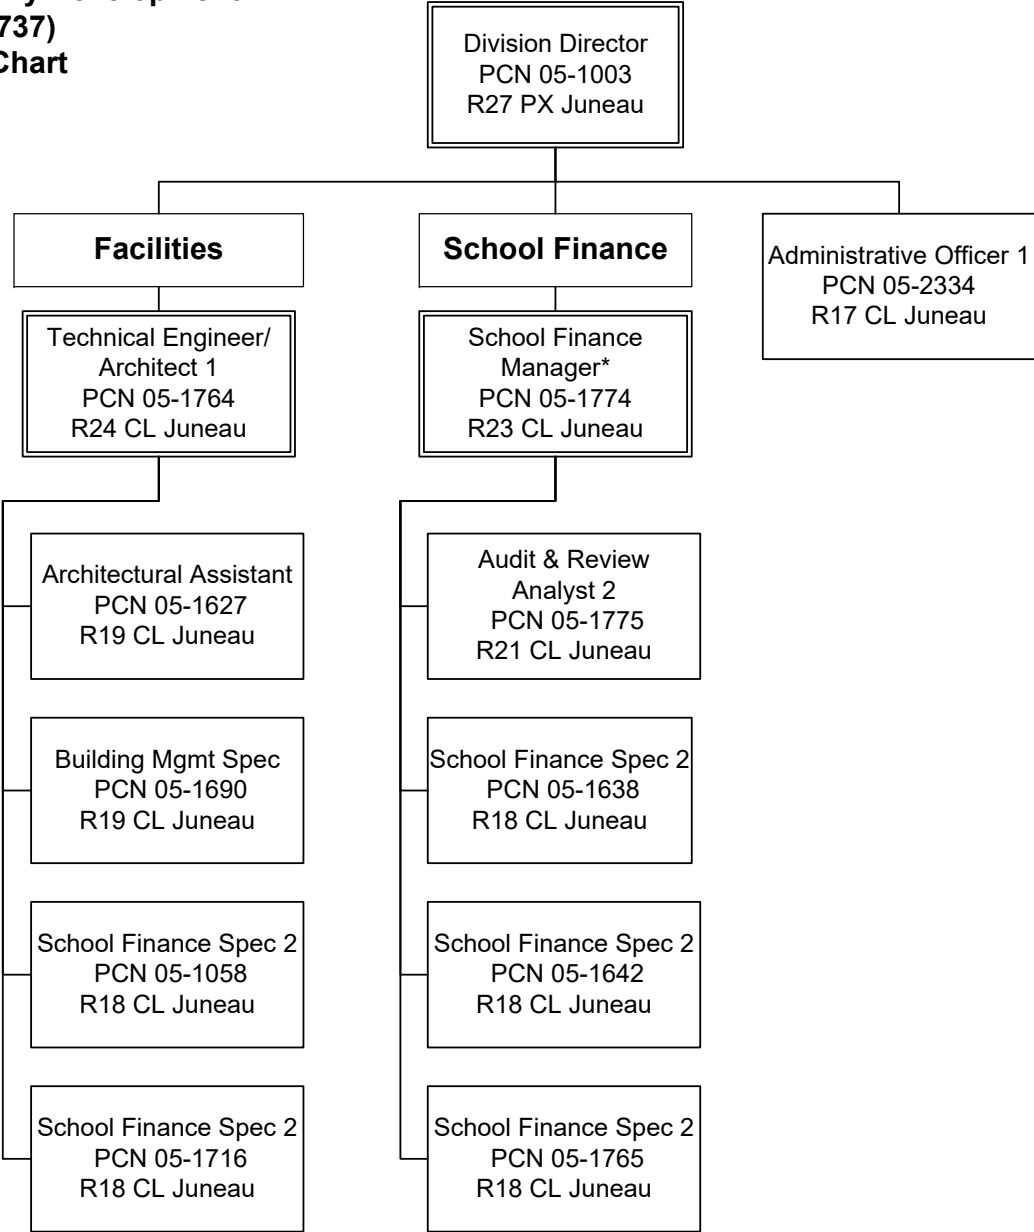 737)
Chart
Division Director
PCN 05-1003
R27 PX Juneau
Facilities
School Finance
Administrative Officer 1
PCN 05-2334
R17 CL Juneau
Technical Engineer/
Architect 1
PCN 05-1764
R24 CL Juneau
School Finance
Manager*
PCN 05-1774
R23 CL Juneau
Architectural Assistant
PCN 05-1627
R19 CL Juneau
Audit & Review
Analyst 2
PCN 05-1775
R21 CL Juneau
Building Mgmt Spec
PCN 05-1690
R19 CL Juneau
School Finance Spec 2
PCN 05-1638
R18 CL Juneau
School Finance Spec 2
PCN 05-1058
R18 CL Juneau
School Finance Spec 2
PCN 05-1642
R18 CL Juneau
School Finance Spec 2
PCN 05-1716
R18 CL Juneau
School Finance Spec 2
PCN 05-1765
R18 CL Juneau